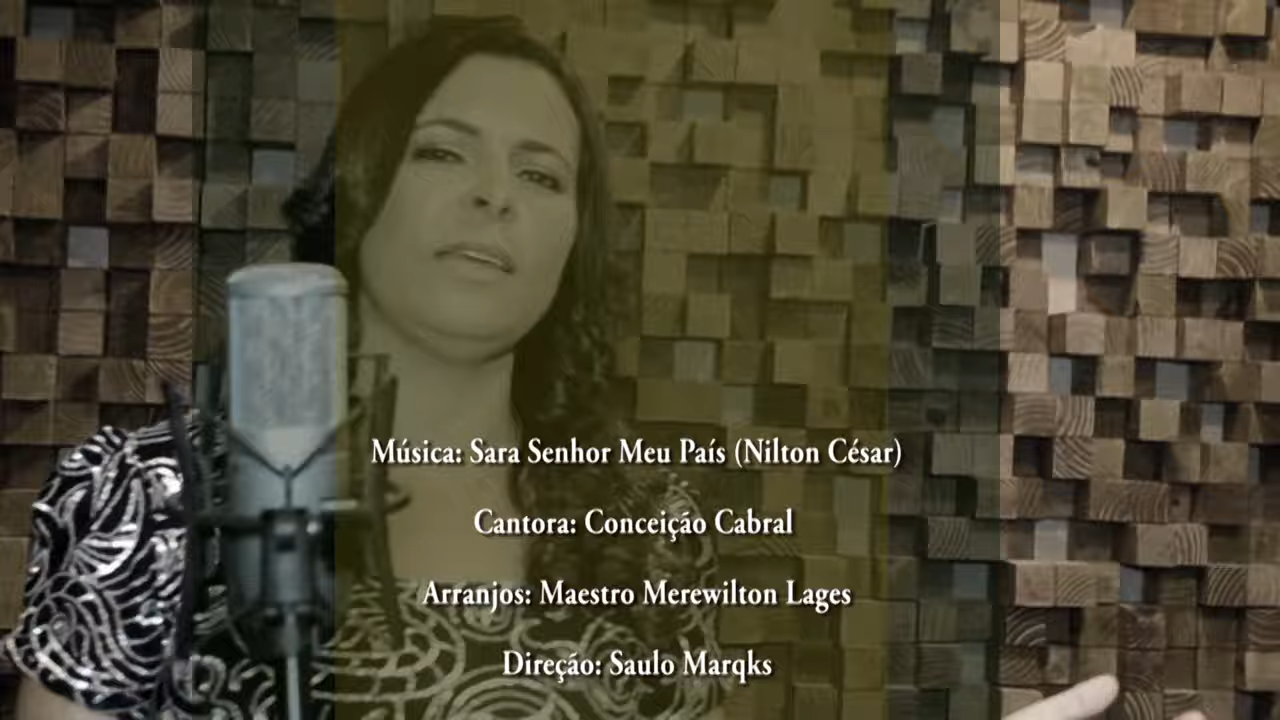 Música: Sara Senhor Meu País (Nilton César)
Cantora: Conceição Cabral
Arranjos: Maestro Merewilton Lages
Direção: Saulo Marqks